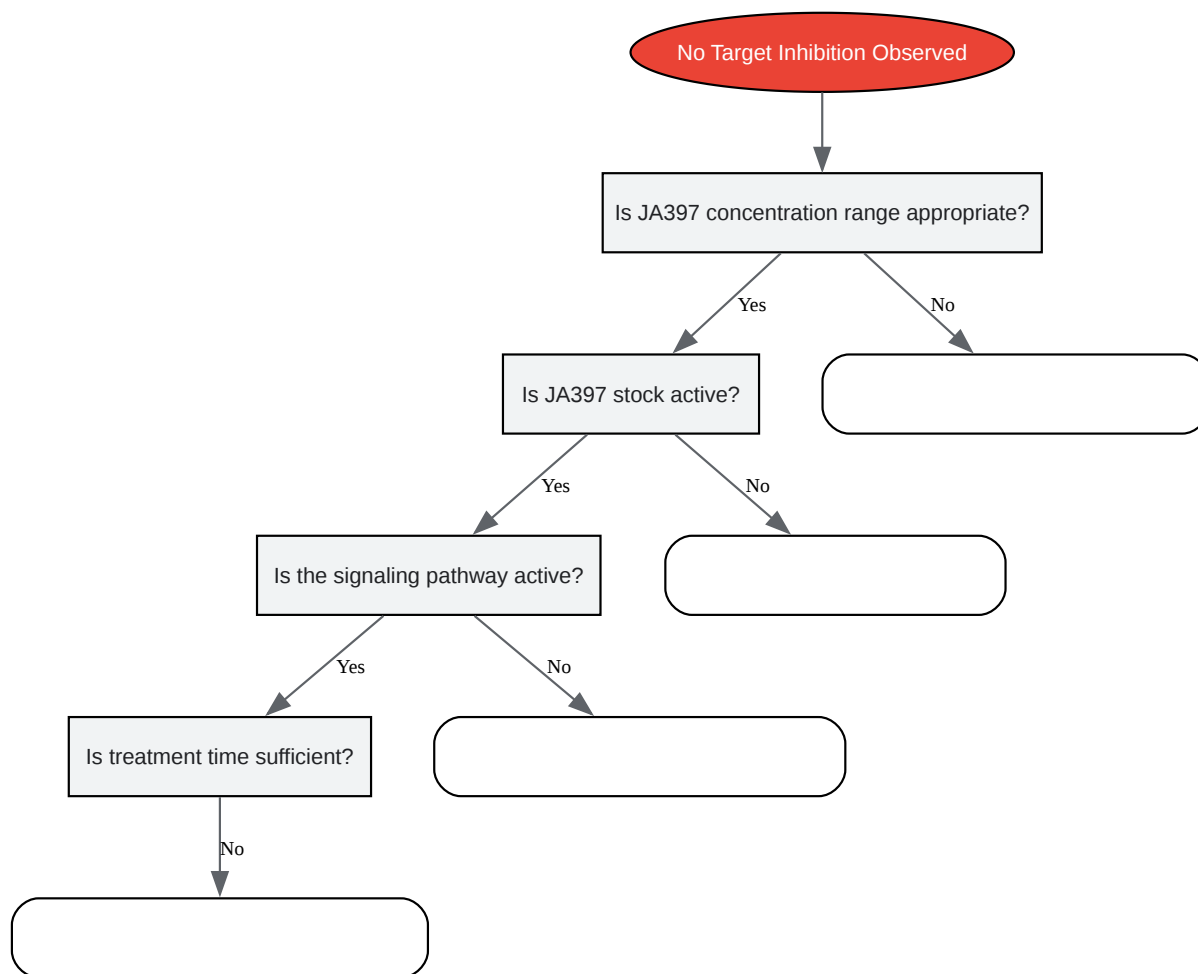 No Target Inhibition Observed
Is JA397 concentration range appropriate?
Yes
No
Is JA397 stock active?
Yes
No
Is the signaling pathway active?
Yes
No
Is treatment time sufficient?
No